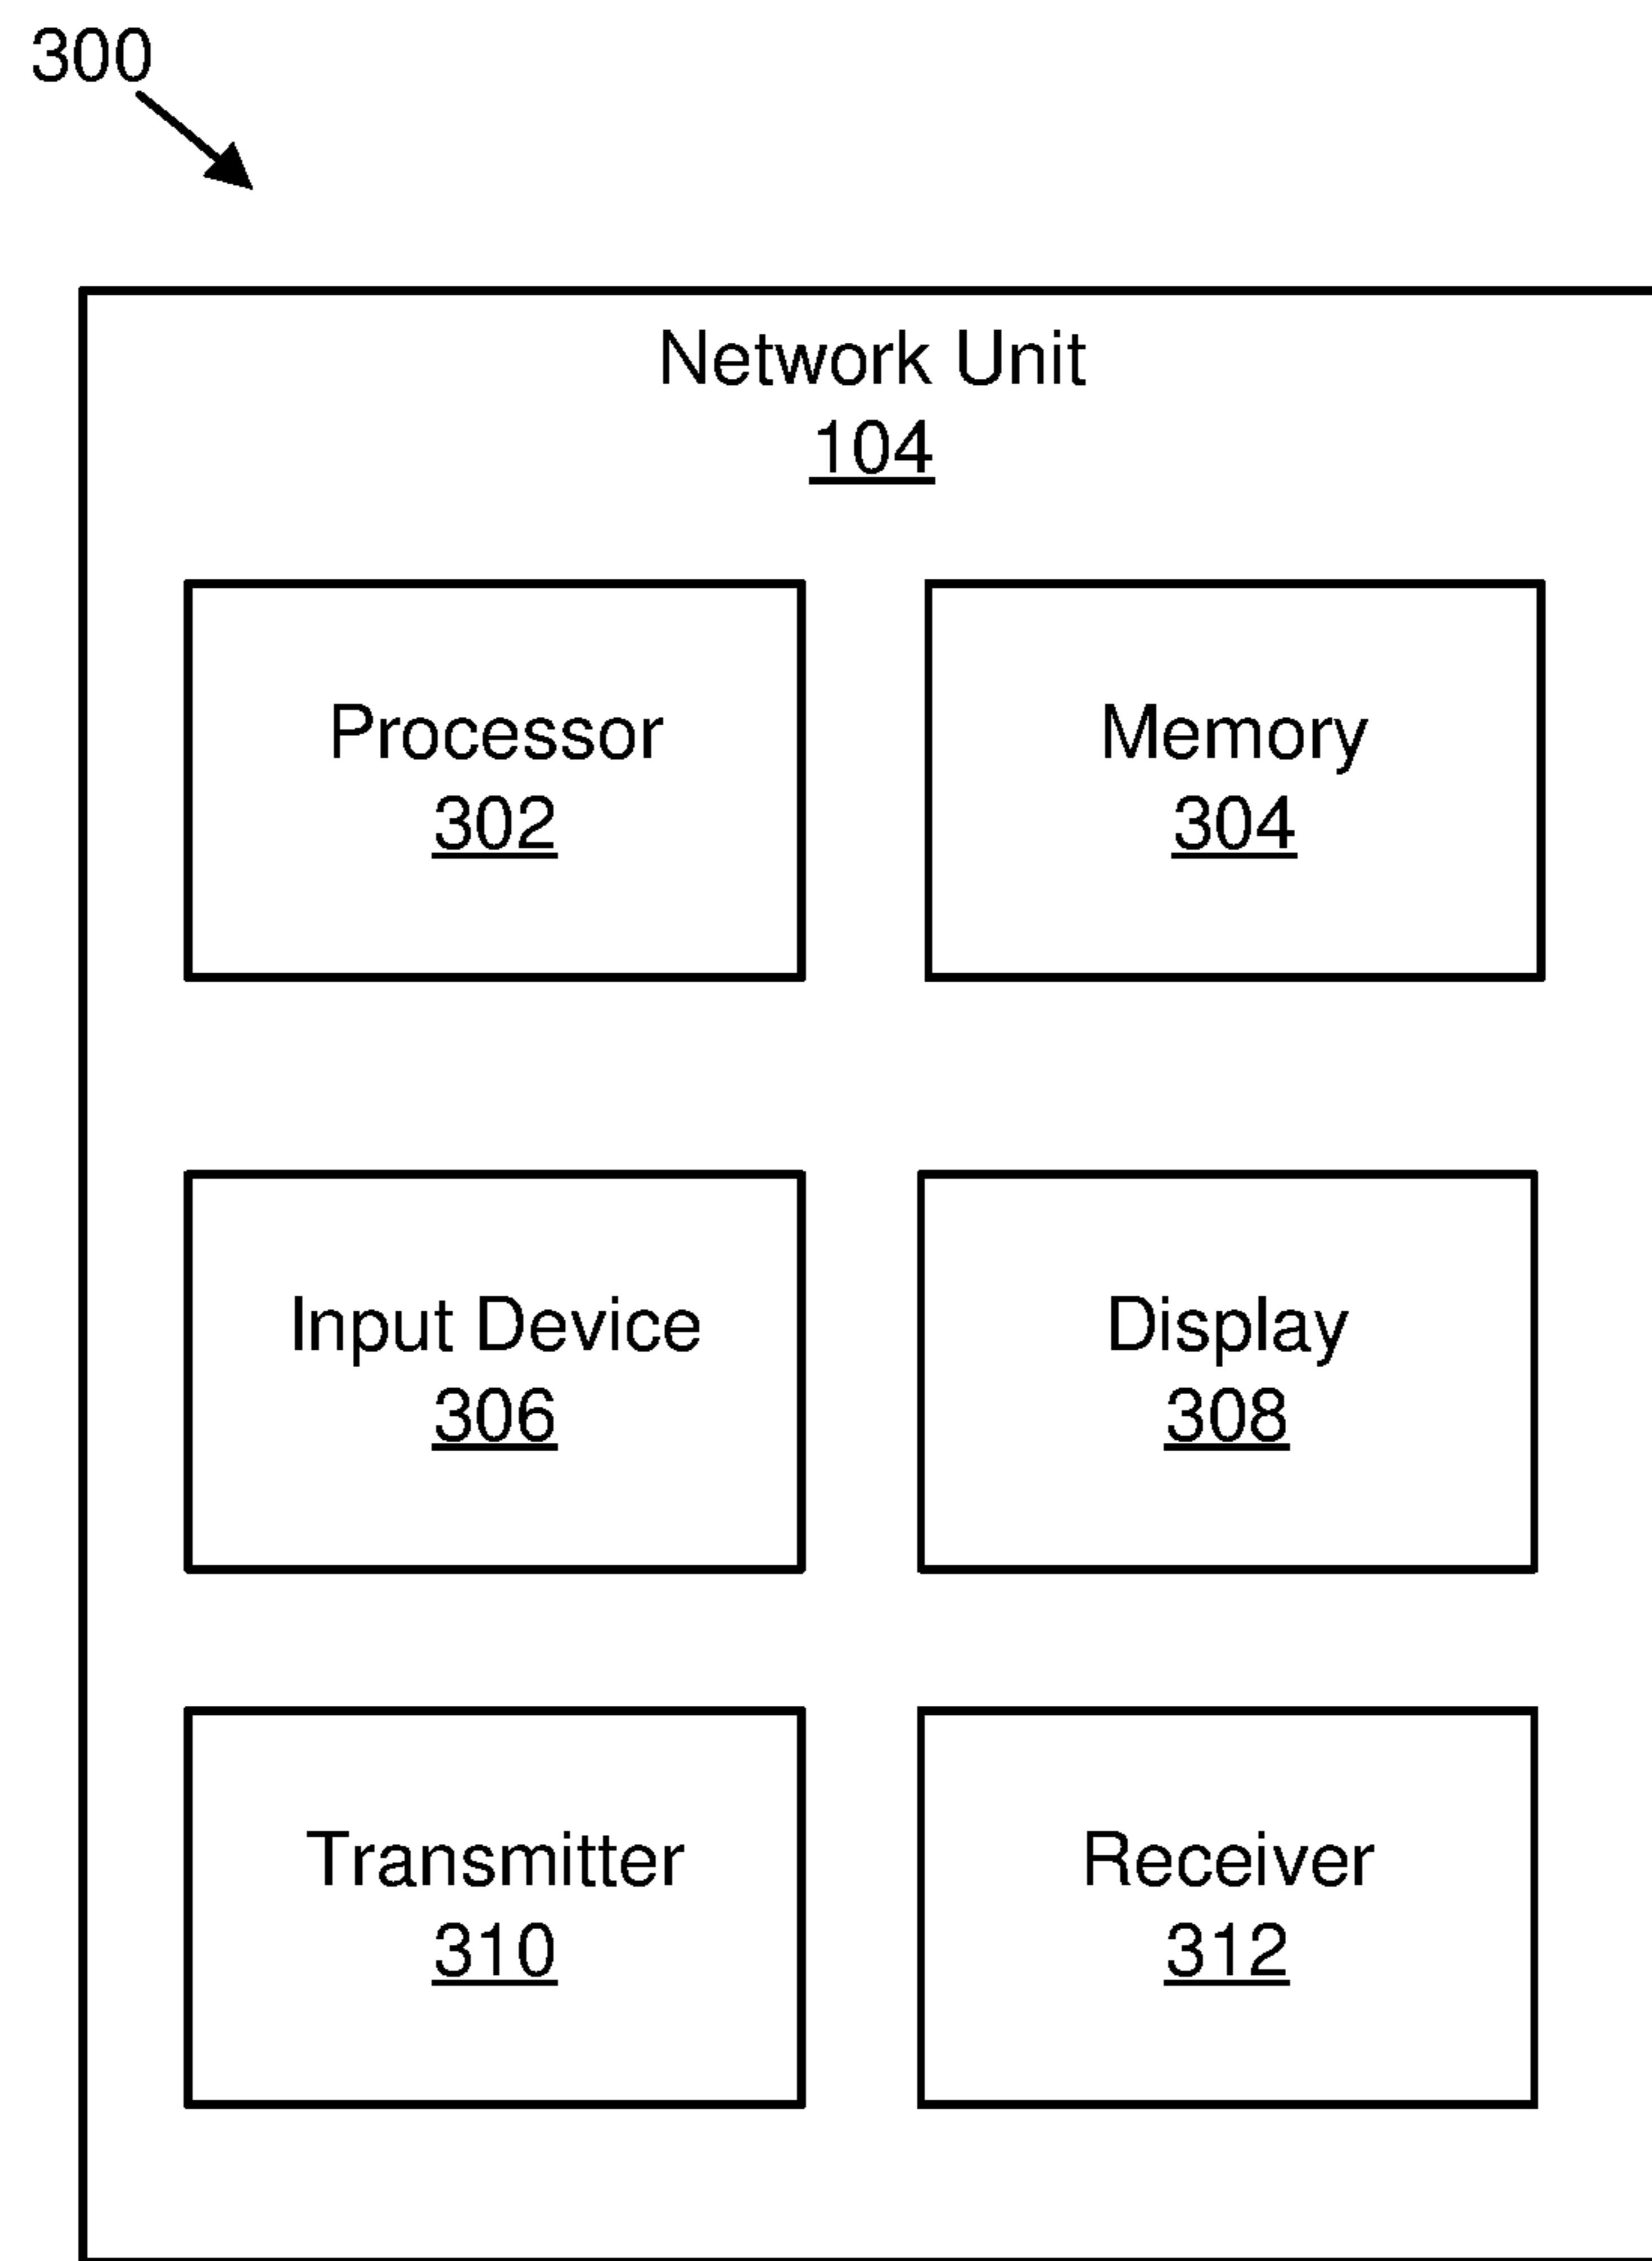 300
Network Unit
104
Processor
302
Memory
304
Input Device
306
Display
308
Transmitter
310
Receiver
312